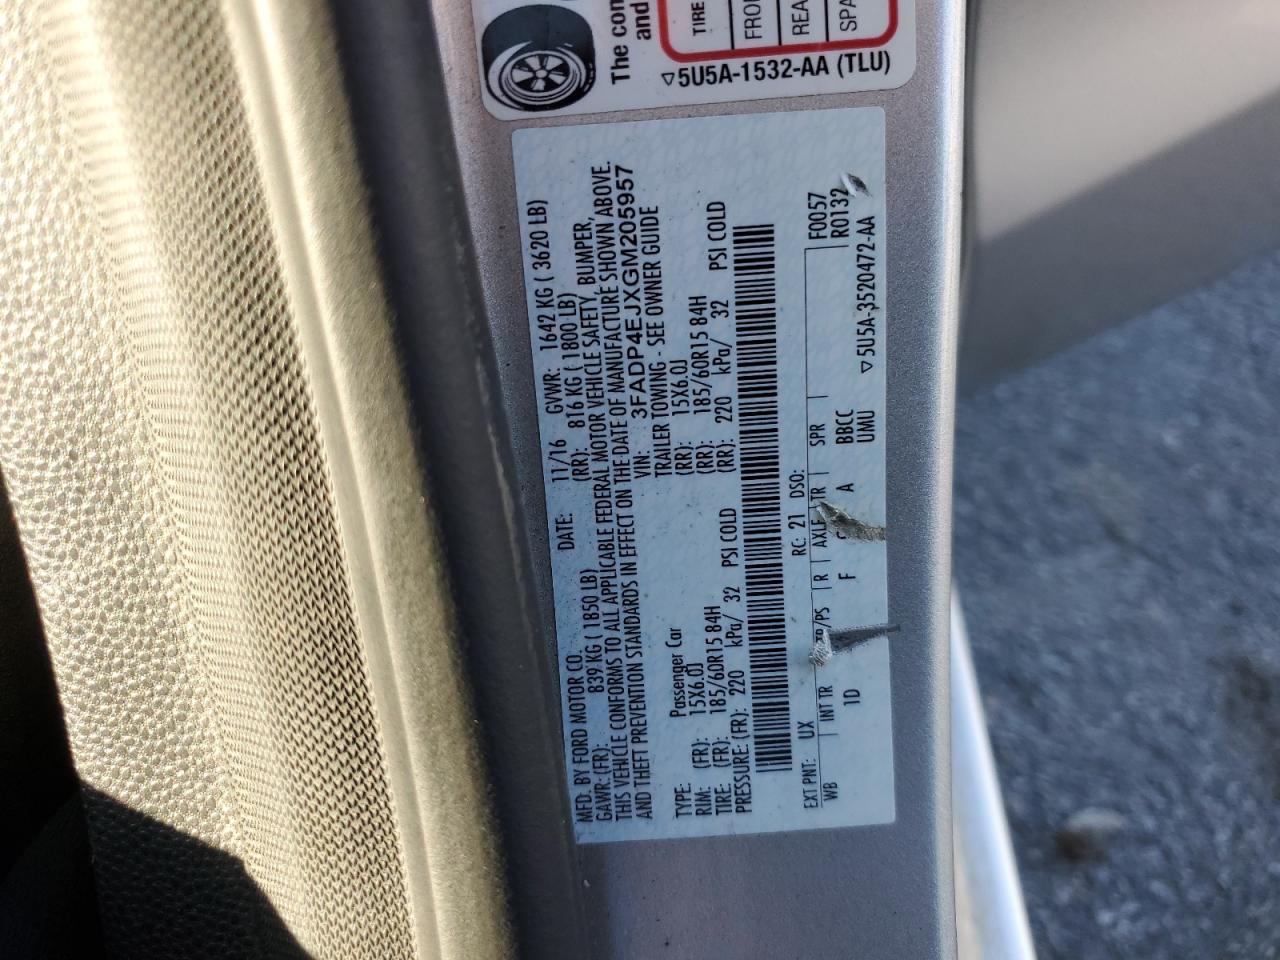 The con
and
TIRE
FRO
REA
SPA
▽5U5A-1532-AA (TLU)
MFD. BY FORD MOTOR CO. DATE: 11/16 GVWR: 1642 KG ( 3620 LB)
GAWR: (FR): 839 KG ( 1850 LB) (RR): 816 KG ( 1800 LB)
THIS VEHICLE CONFORMS TO ALL APPLICABLE FEDERAL MOTOR VEHICLE SAFETY, BUMPER,
AND THEFT PREVENTION STANDARDS IN EFFECT ON THE DATE OF MANUFACTURE SHOWN ABOVE.
VIN: 3FADP4EJXGM205957
TYPE: Passenger Car TRAILER TOWING - SEE OWNER GUIDE
RIM: (FR): 15X6.0J (RR): 15X6.0J
TIRE: (FR): 185/60R15 84H (RR): 185/60R15 84H
PRESSURE: (FR): 220 kPa/ 32 PSI COLD (RR): 220 kPa/ 32 PSI COLD
EXT PNT: UX RC: 21 DSO: F0057
WB INT TR /PS R AXLE TR SPR R0132
1D F A BBCC
UMU ▽5U5A-3520472-AA